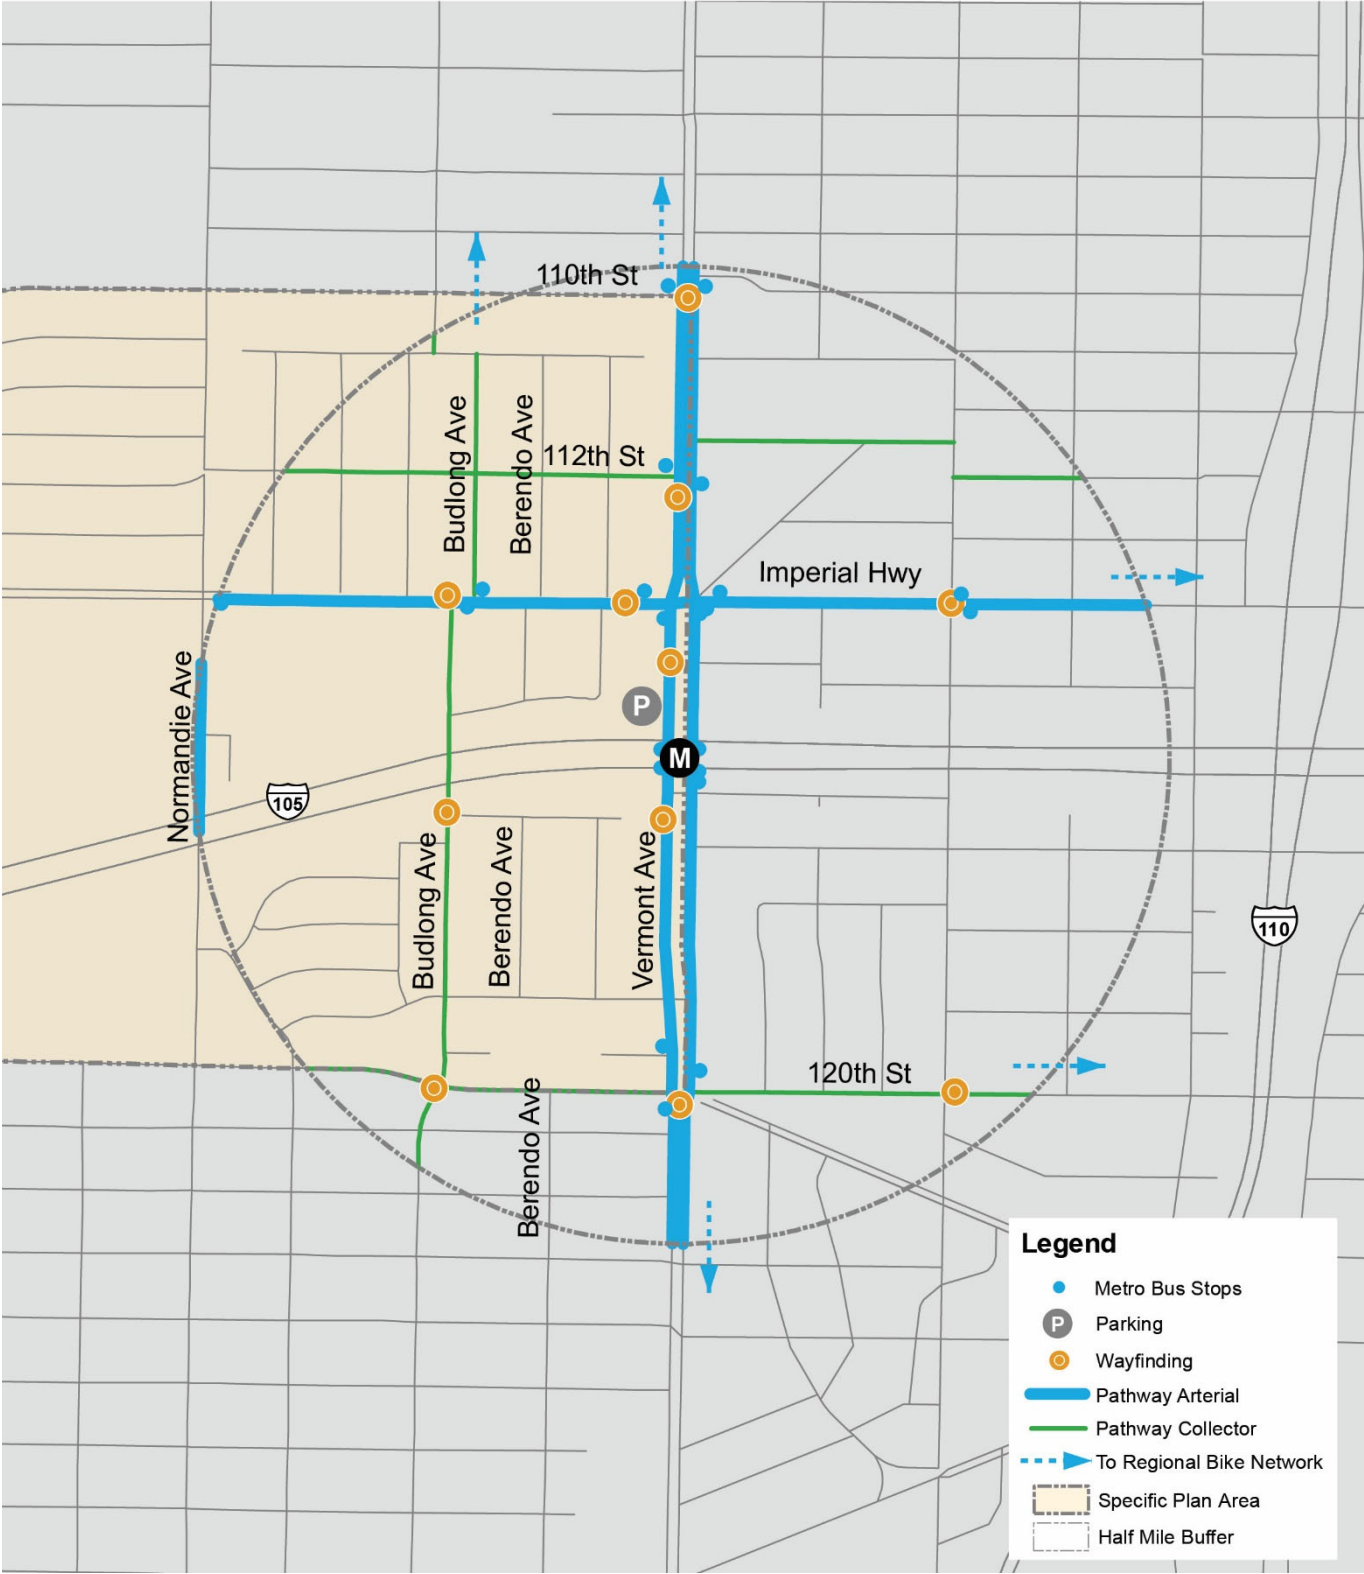 110th St
Budlong Ave
Berendo Ave
112th St
Imperial Hwy
Normandie Ave
P
M
105
Budlong Ave
Berendo Ave
Vermont Ave
110
120th St
Berendo Ave
Legend
Metro Bus Stops
P Parking
Wayfinding
Pathway Arterial
Pathway Collector
To Regional Bike Network
Specific Plan Area
Half Mile Buffer